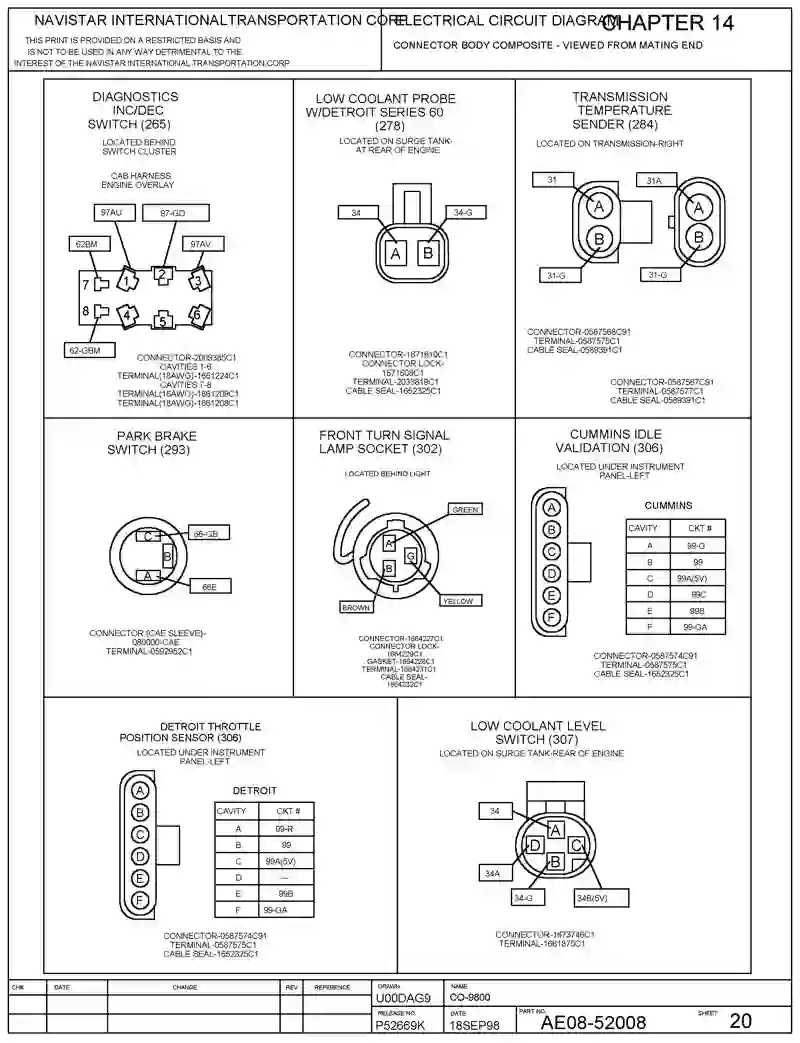 NAVISTAR INTERNATIONALTRANSPORTATION CORP
THIS PRINT IS PROVIDED ON A RESTRICTED BASIS AND
IS NOT TO BE USED IN ANY WAY DETRIMENTAL TO THE
INTEREST OF THE NAVISTAR.INTERNATIONAL.TRANSPORTATION.CORP
ELECTRICAL CIRCUIT DIAGRAM
CHAPTER 14
CONNECTOR BODY COMPOSITE - VIEWED FROM MATING END
DIAGNOSTICS
INC/DEC
SWITCH (265)
LOCATED BEHIND
SWITCH CLUSTER
CAB HARNESS
ENGINE OVERLAY
97AU
97-GD
62BM
97AV
1
2
3
7
8
4
5
6
62-GBM
CONNECTOR-2009385C1
CAVITIES 1-6
TERMINAL(18AWG)-1661224C1
CAVITIES 7-8
TERMINAL(16AWG)-1661209C1
TERMINAL(18AWG)-1661208C1
LOW COOLANT PROBE
W/DETROIT SERIES 60
(278)
LOCATED ON SURGE TANK-
AT REAR OF ENGINE
34
34-G
A
B
CONNECTOR LOCK-
1671608C1
TERMINAL-2033819C1
CABLE SEAL-1652325C1
TRANSMISSION
TEMPERATURE
SENDER (284)
LOCATED ON TRANSMISSION-RIGHT
31
31A
A
A
B
B
31-G
31-G
CONNECTOR-0587568C91
TERMINAL-0587575C1
CABLE SEAL-0589391C1
CONNECTOR-0587567C91
TERMINAL-0587577C1
CABLE SEAL-0589391C1
PARK BRAKE
SWITCH (293)
C
66-GB
B
A
66E
CONNECTOR (CAE SLEEVE)-
089000-CAE
TERMINAL-0592952C1
FRONT TURN SIGNAL
LAMP SOCKET (302)
LOCATED BEHIND LIGHT
GREEN
A
G
B
BROWN
YELLOW
CONNECTOR-1664227C1
CONNECTOR LOCK-
1664229C1
GASKET-1694228C1
CABLE SEAL-
1664232C1
CUMMINS IDLE
VALIDATION (306)
LOCATED UNDER INSTRUMENT
PANEL-LEFT
CUMMINS
A
B
C
D
E
F
CAVITY CKT #
A 99-G
B 99
C 99A(5V)
D 99C
E 99B
F 99-GA
CONNECTOR-0587574C91
TERMINAL-0587575C1
CABLE SEAL-1652325C1
DETROIT THROTTLE
POSITION SENSOR (306)
LOCATED UNDER INSTRUMENT
PANEL-LEFT
DETROIT
A
B
C
D
E
F
CAVITY CKT #
A 99-R
B 99
C 99A(5V)
D —
E 99B
F 99-GA
CONNECTOR-0587574C91
TERMINAL-0587575C1
CABLE SEAL-1652325C1
LOW COOLANT LEVEL
SWITCH (307)
LOCATED ON SURGE TANK-REAR OF ENGINE
34
A
D
C
B
34A
34-G
34B(5V)
CONNECTOR-1673746C1
TERMINAL-1661875C1
CHK DATE CHANGE REV REFERENCE
DRAWN
U00DAG9
NAME
CO-9800
RELEASE NO.
P52669K
DATE
18SEP98
PART NO.
AE08-52008
SHEET 20